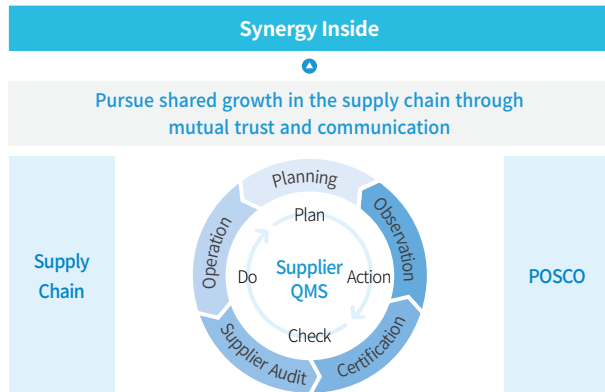 Synergy Inside
Pursue shared growth in the supply chain through
mutual trust and communication
Supply
Chain
Planning
Observation
Certification
Supplier Audit
Operation
Plan
Action
Check
Do
Supplier
QMS
POSCO